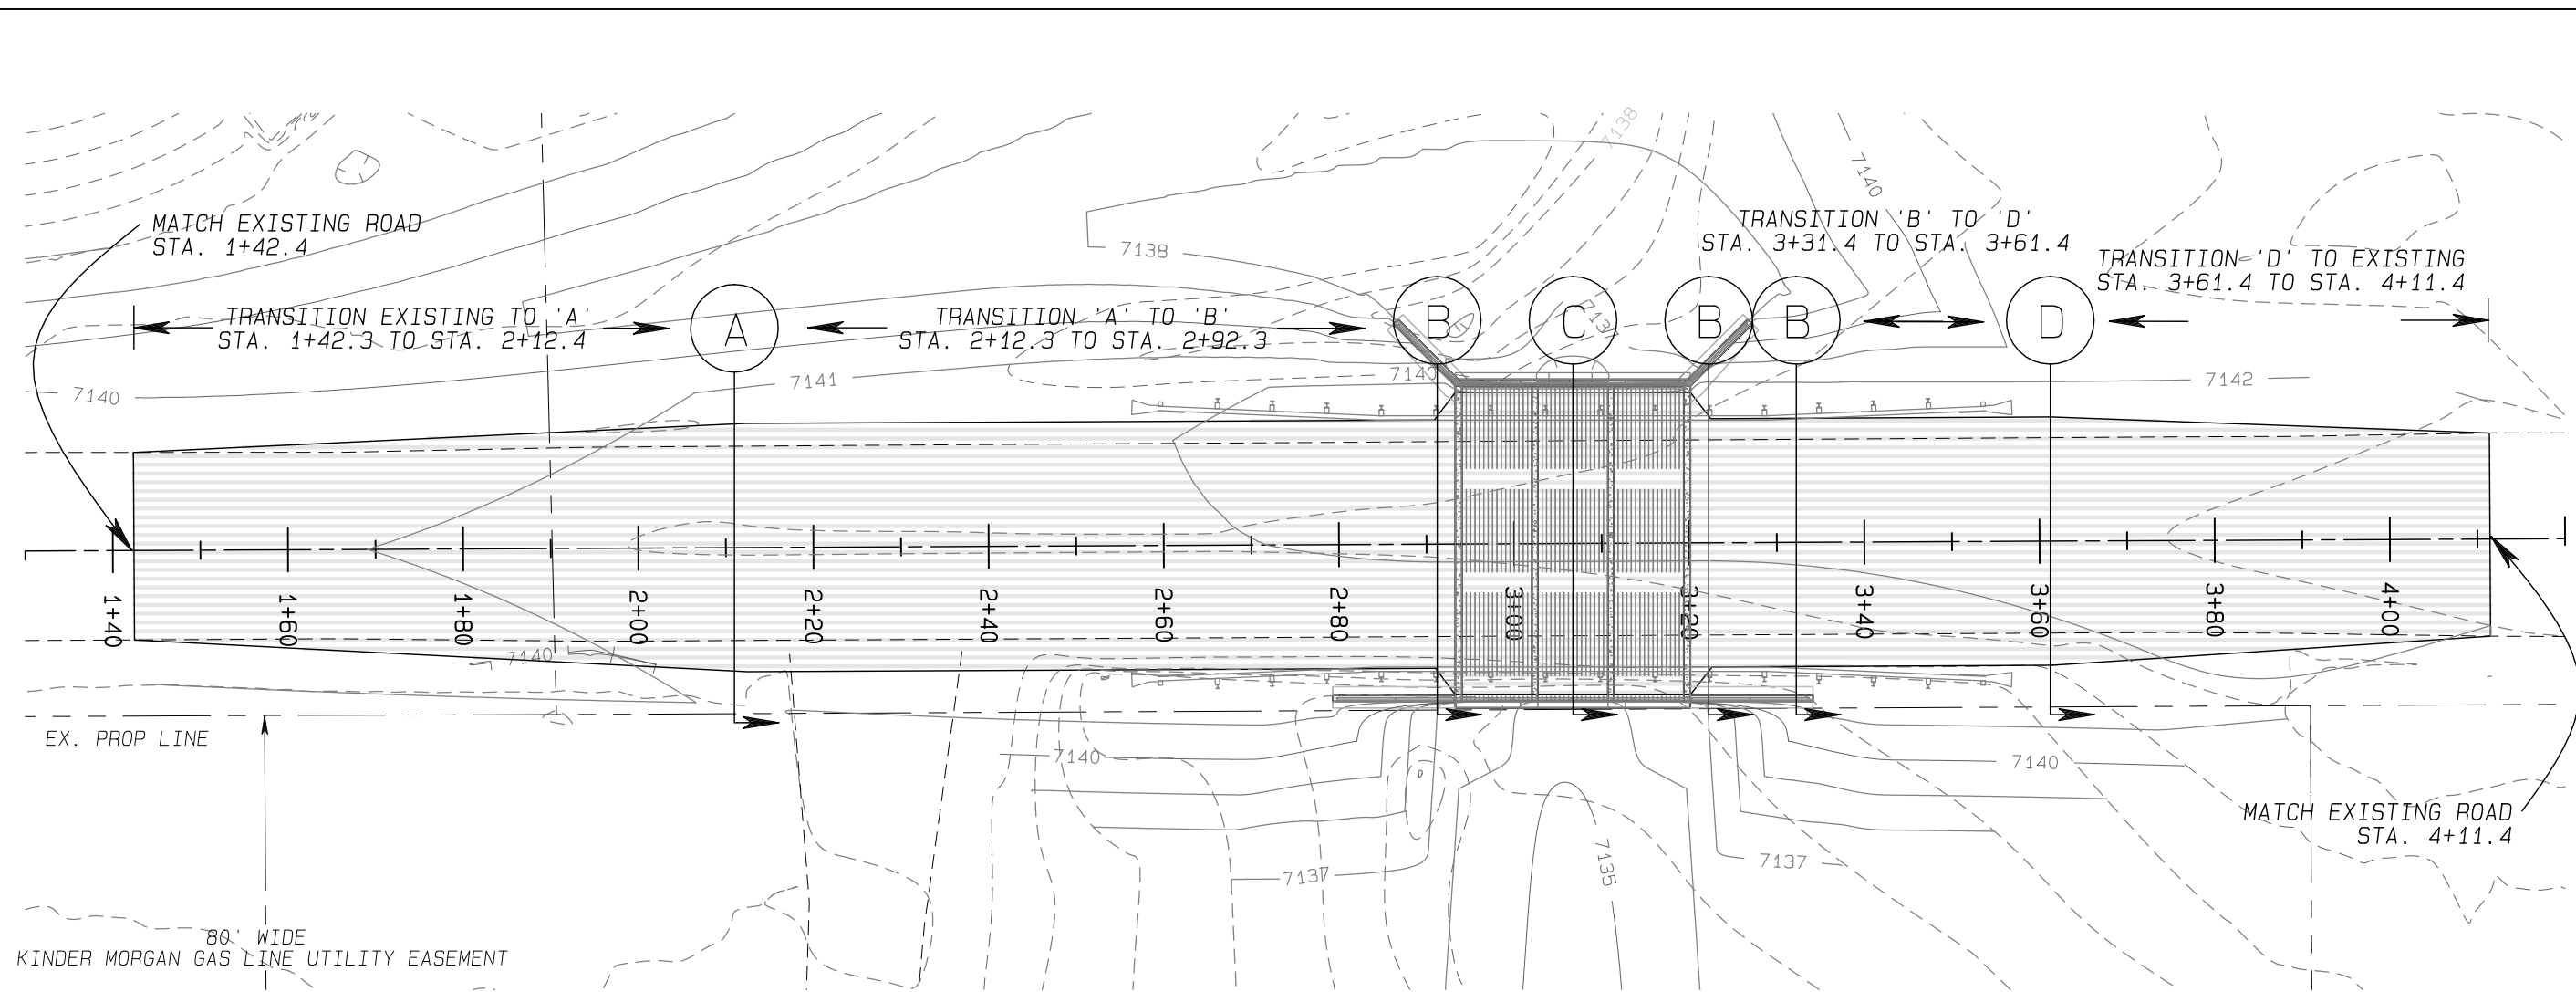 7138
7140
MATCH EXISTING ROAD
STA. 1+42.4
TRANSITION 'B' TO 'D'
STA. 3+31.4 TO STA. 3+61.4
7138
TRANSITION 'D' TO EXISTING
STA. 3+61.4 TO STA. 4+11.4
TRANSITION EXISTING TO 'A'
STA. 1+42.3 TO STA. 2+12.4
A
TRANSITION 'A' TO 'B'
STA. 2+12.3 TO STA. 2+92.3
B
C
B
B
D
7140
7141
7140
7142
1+40
1+60
1+80
2+00
2+20
2+40
2+60
2+80
3+00
3+20
3+40
3+60
3+80
4+00
7140
EX. PROP LINE
7140
7140
MATCH EXISTING ROAD
STA. 4+11.4
7137
7135
7137
80' WIDE
KINDER MORGAN GAS LINE UTILITY EASEMENT